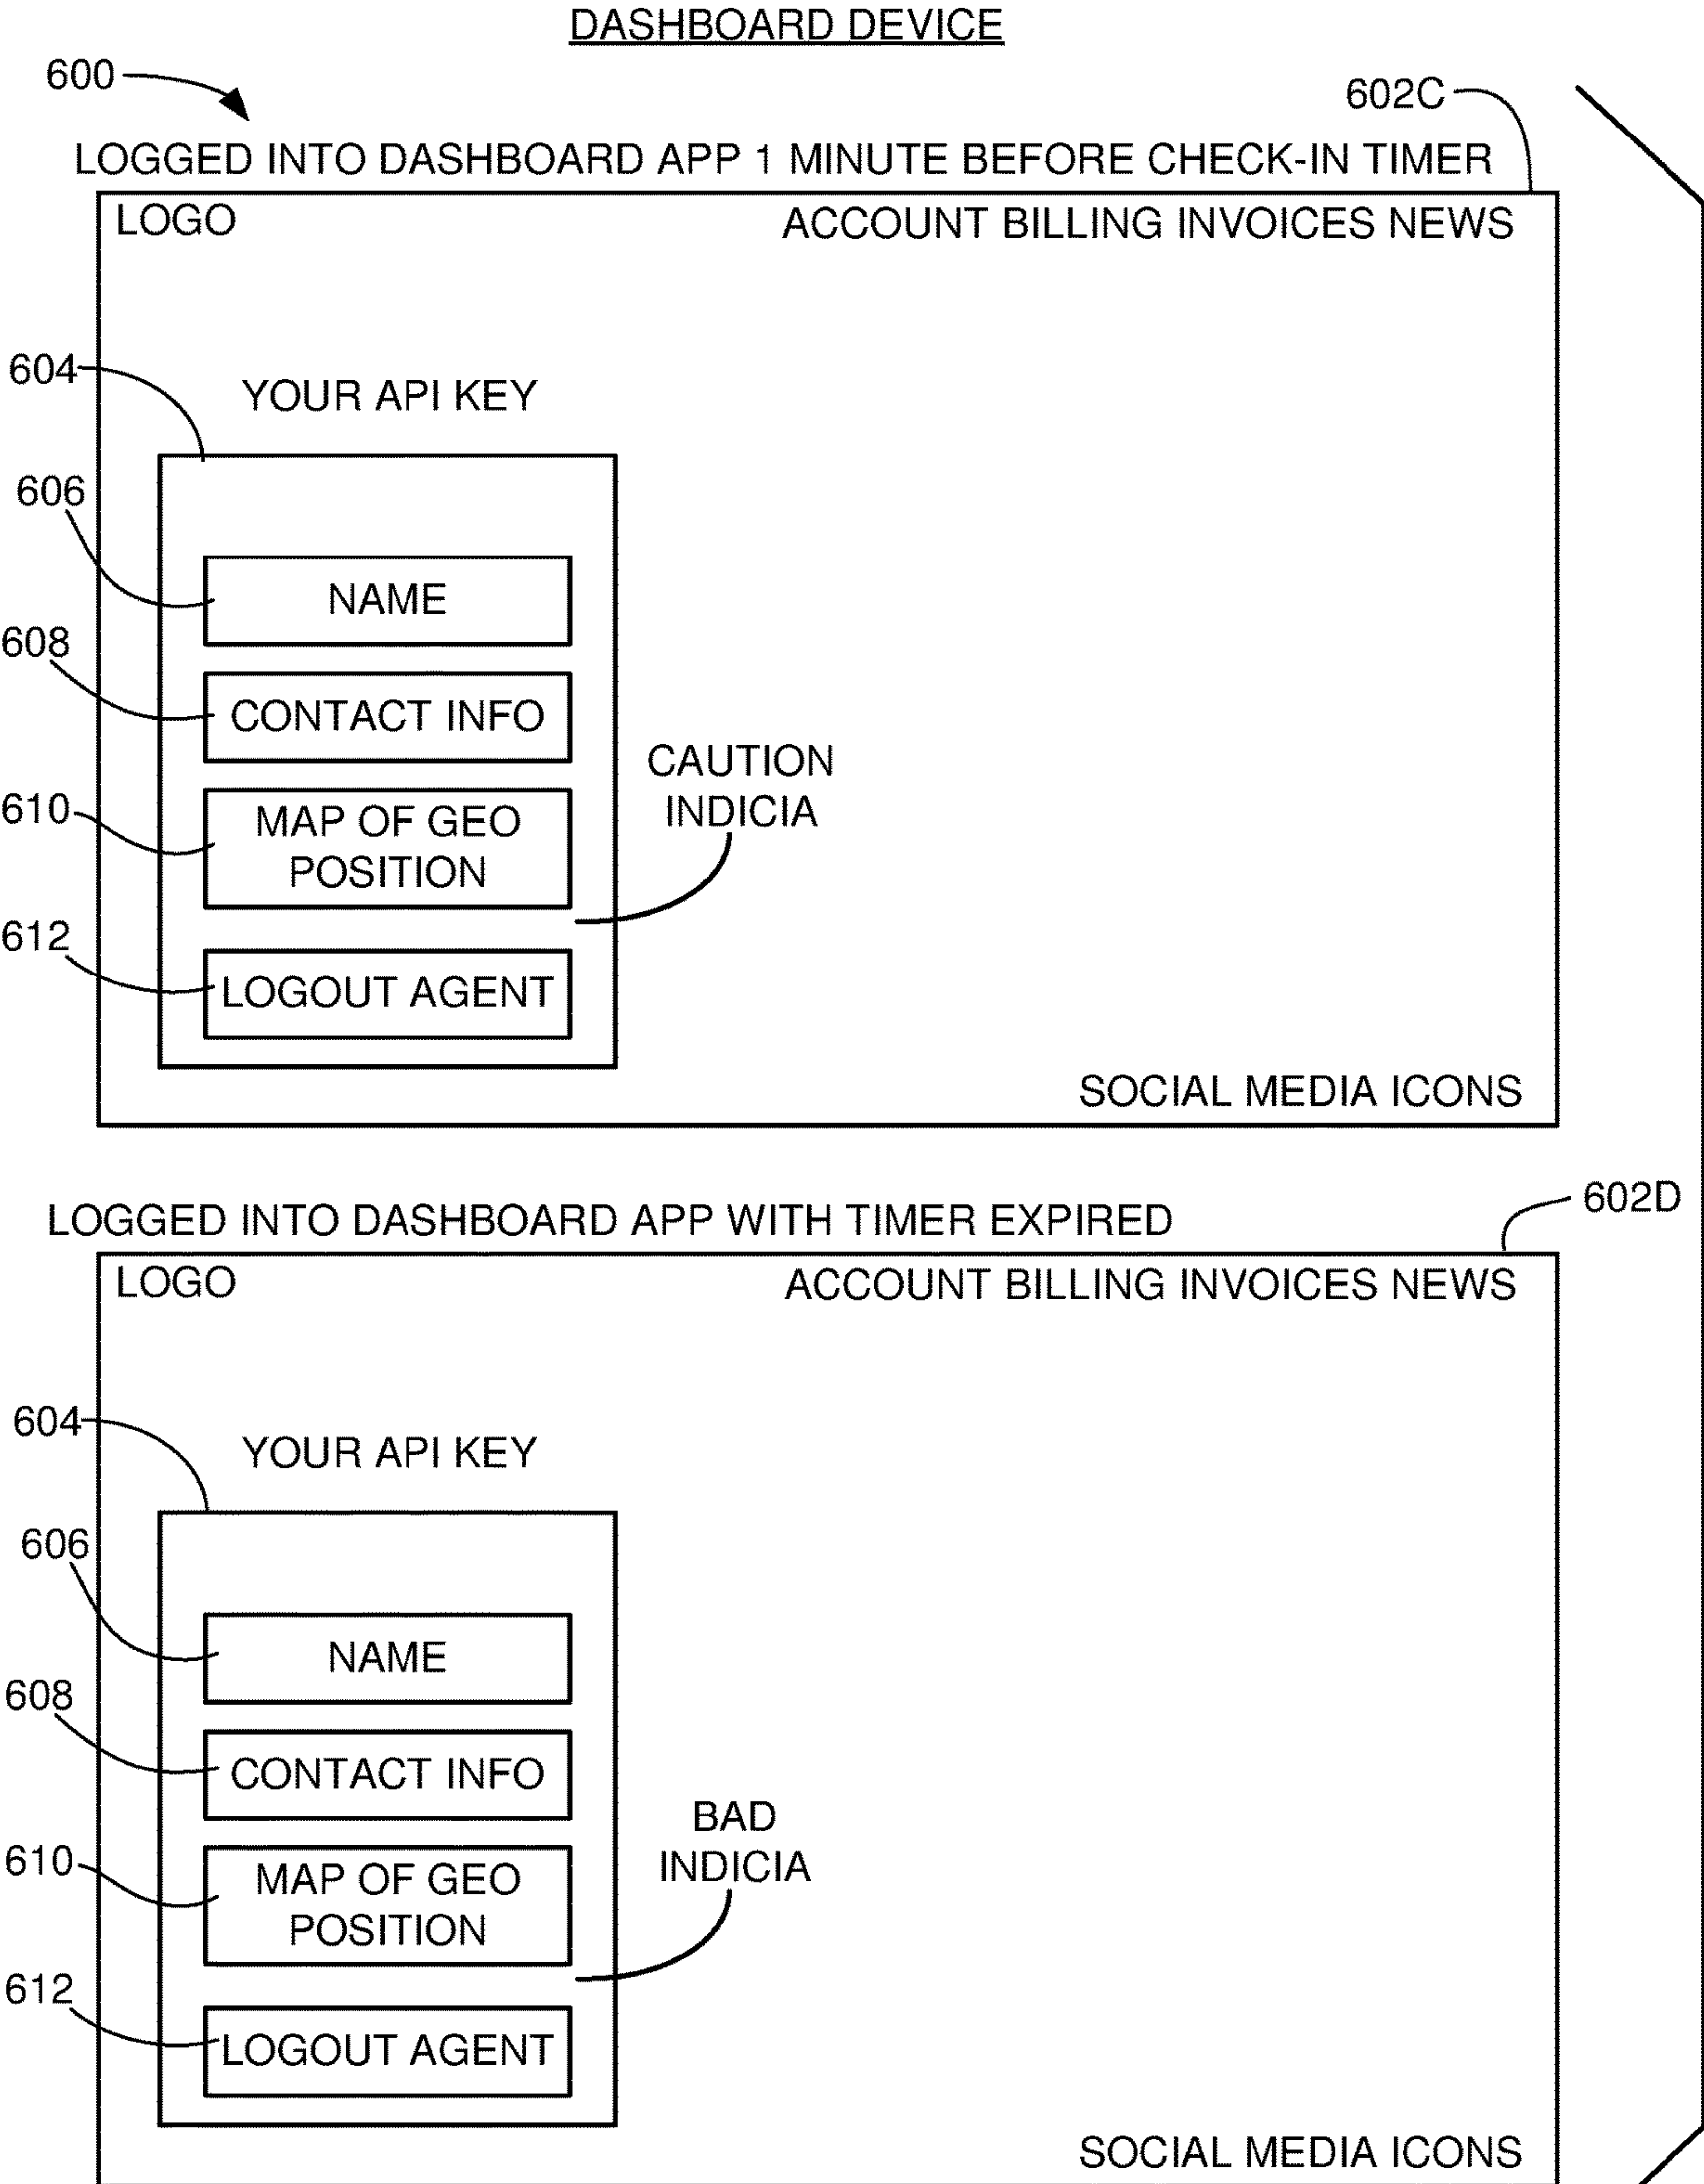 DASHBOARD DEVICE
600
602C
LOGGED INTO DASHBOARD APP 1 MINUTE BEFORE CHECK-IN TIMER
LOGO
ACCOUNT BILLING INVOICES NEWS
604
YOUR API KEY
606
NAME
608
CONTACT INFO
CAUTION
INDICIA
610
MAP OF GEO
POSITION
612
LOGOUT AGENT
SOCIAL MEDIA ICONS
602D
LOGGED INTO DASHBOARD APP WITH TIMER EXPIRED
LOGO
ACCOUNT BILLING INVOICES NEWS
604
YOUR API KEY
606
NAME
608
CONTACT INFO
BAD
INDICIA
610
MAP OF GEO
POSITION
612
LOGOUT AGENT
SOCIAL MEDIA ICONS